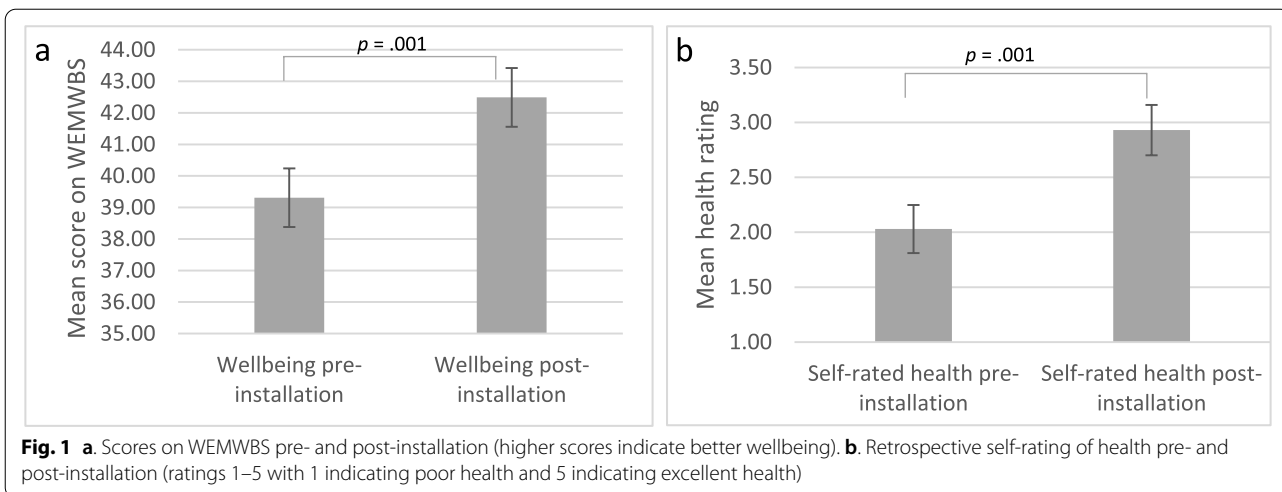 a
p = .001
44.00
43.00
42.00
41.00
40.00
39.00
38.00
37.00
36.00
35.00
Mean score on WEMWBS
Wellbeing pre-
installation
Wellbeing post-
installation
b
p = .001
3.50
3.00
2.50
2.00
1.50
1.00
Mean health rating
Self-rated health pre-
installation
Self-rated health post-
installation
Fig. 1 a. Scores on WEMWBS pre- and post-installation (higher scores indicate better wellbeing). b. Retrospective self-rating of health pre- and
post-installation (ratings 1–5 with 1 indicating poor health and 5 indicating excellent health)